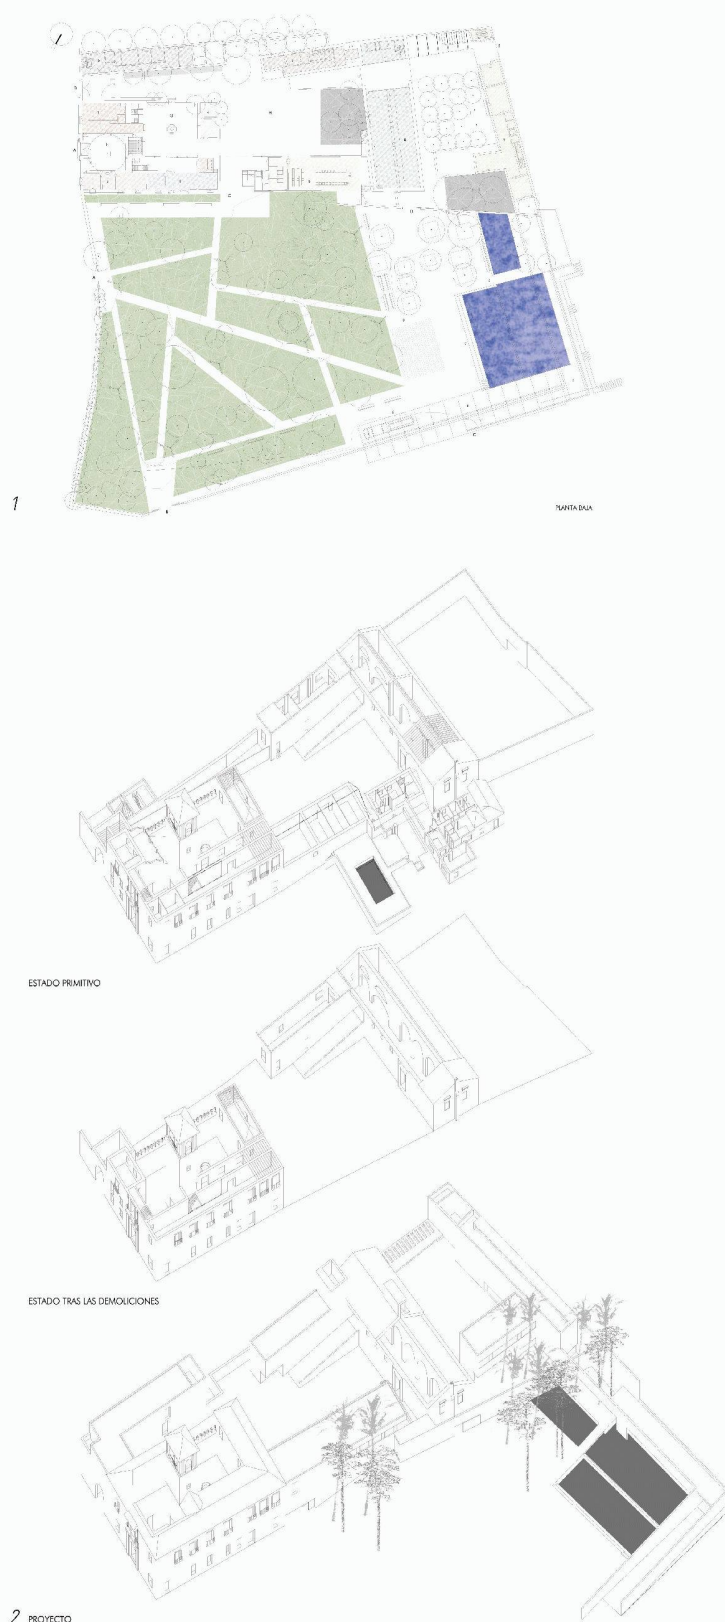 1
PLANTA BAJA
ESTADO PRIMITIVO
ESTADO TRAS LAS DEMOLICIONES
2 PROYECTO